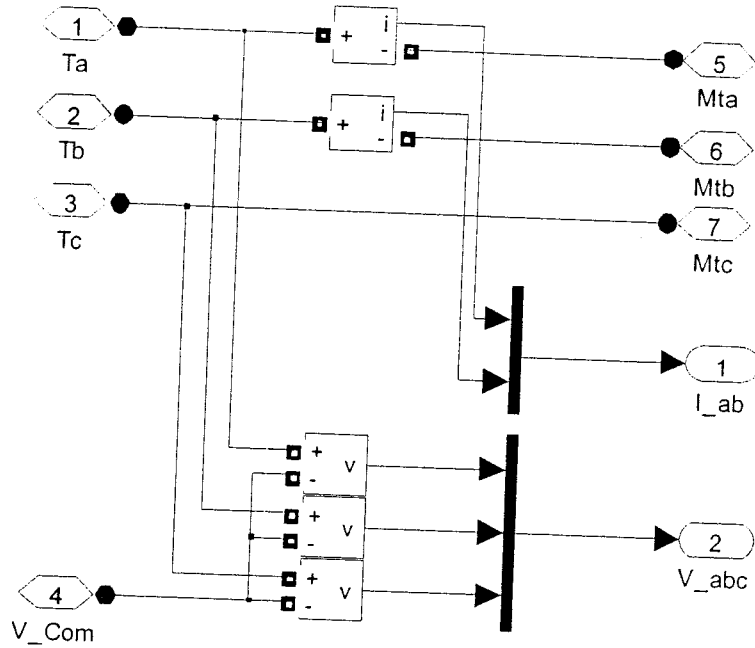 1
Ta
+ i
-
5
Mta
2
Tb
+ i
-
6
Mtb
3
Tc
7
Mtc
1
I_ab
+
-
v
+
-
v
+
-
v
2
V_abc
4
V_Com